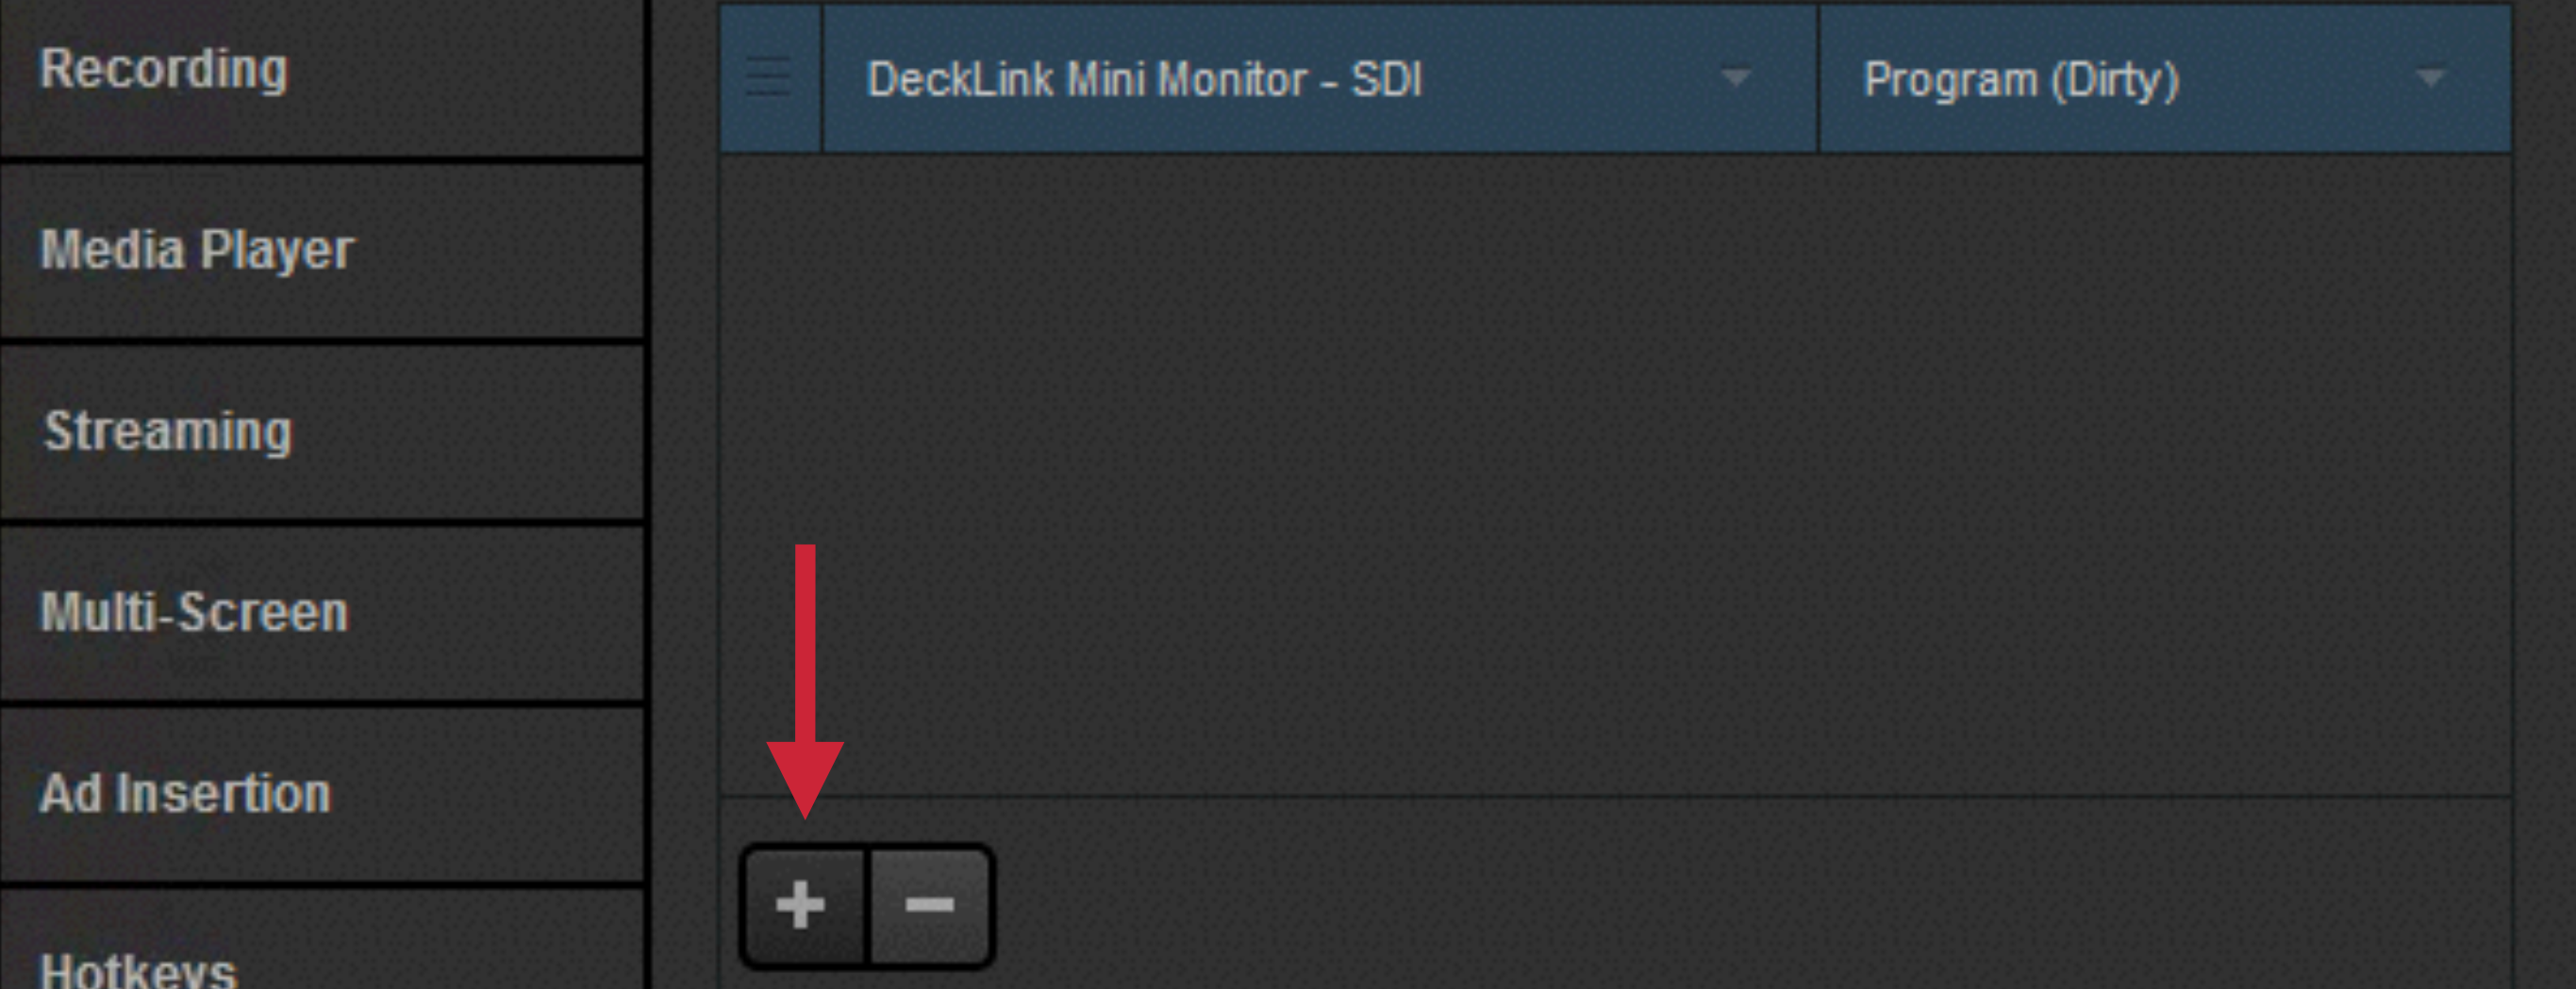 Recording
Media Player
Streaming
Multi-Screen
Ad Insertion
Hotkeys
DeckLink Mini Monitor - SDI
Program (Dirty)